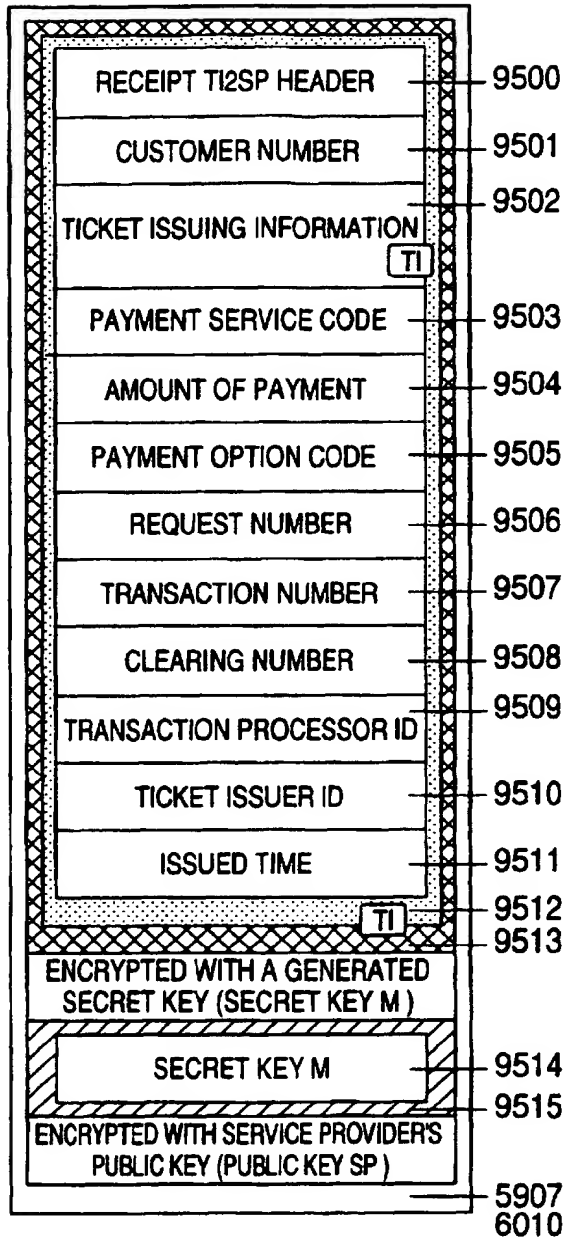 RECEIPT TI2SP HEADER 9500
CUSTOMER NUMBER 9501
9502
TICKET ISSUING INFORMATION
TI
PAYMENT SERVICE CODE 9503
AMOUNT OF PAYMENT 9504
PAYMENT OPTION CODE 9505
REQUEST NUMBER 9506
TRANSACTION NUMBER 9507
CLEARING NUMBER 9508
9509
TRANSACTION PROCESSOR ID
TICKET ISSUER ID 9510
ISSUED TIME 9511
TI 9512
9513
ENCRYPTED WITH A GENERATED
SECRET KEY (SECRET KEY M )
SECRET KEY M 9514
9515
ENCRYPTED WITH SERVICE PROVIDER'S
PUBLIC KEY (PUBLIC KEY SP )
5907
6010